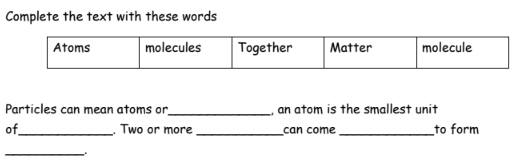 Complete the text with these words
Atoms molecules Together Matter molecule
Particles can mean atoms or______________, an atom is the smallest unit
of_____________. Two or more ____________can come _____________to form
___________.